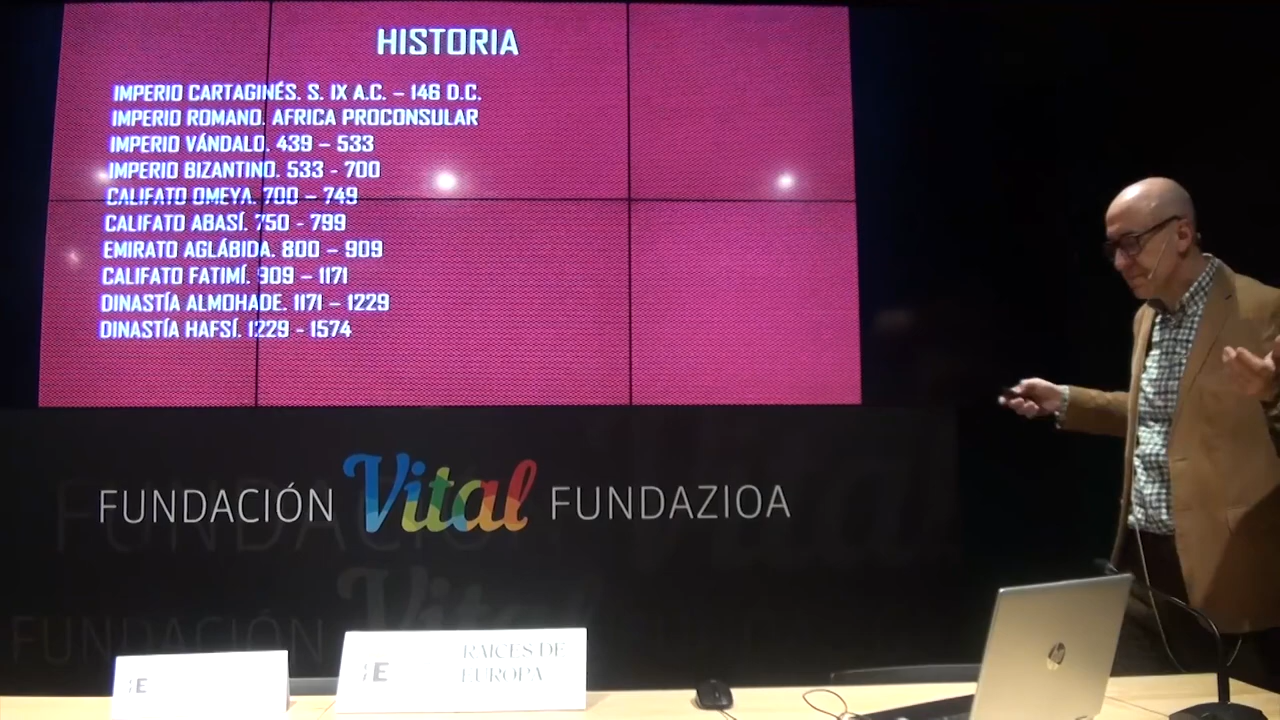 HISTORIA
IMPERIO CARTAGINÉS. S. IX A.C. – 146 D.C.
IMPERIO ROMANO. AFRICA PROCONSULAR
IMPERIO VÁNDALO. 439 – 533
IMPERIO BIZANTINO. 533 - 700
CALIFATO OMEYA. 700 – 749
CALIFATO ABASÍ. 750 - 799
EMIRATO AGLÁBIDA. 800 – 909
CALIFATO FATIMÍ. 909 – 1171
DINASTÍA ALMOHADE. 1171 – 1229
DINASTÍA HAFSÍ. 1229 - 1574
FUNDACIÓN Vital FUNDAZIOA
RAICES DE
EUROPA
E
E
hp